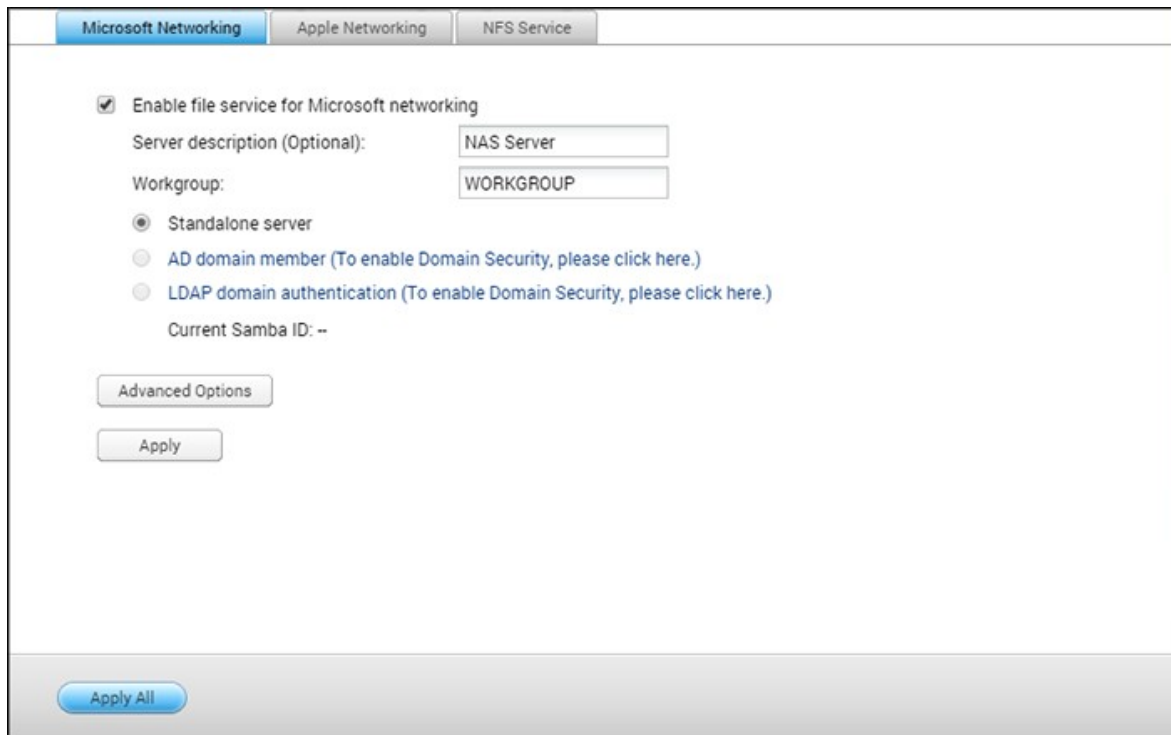 Microsoft Networking Apple Networking NFS Service
Enable file service for Microsoft networking
Server description (Optional): NAS Server
Workgroup: WORKGROUP
Standalone server
AD domain member (To enable Domain Security, please click here.)
LDAP domain authentication (To enable Domain Security, please click here.)
Current Samba ID: --
Advanced Options
Apply
Apply All